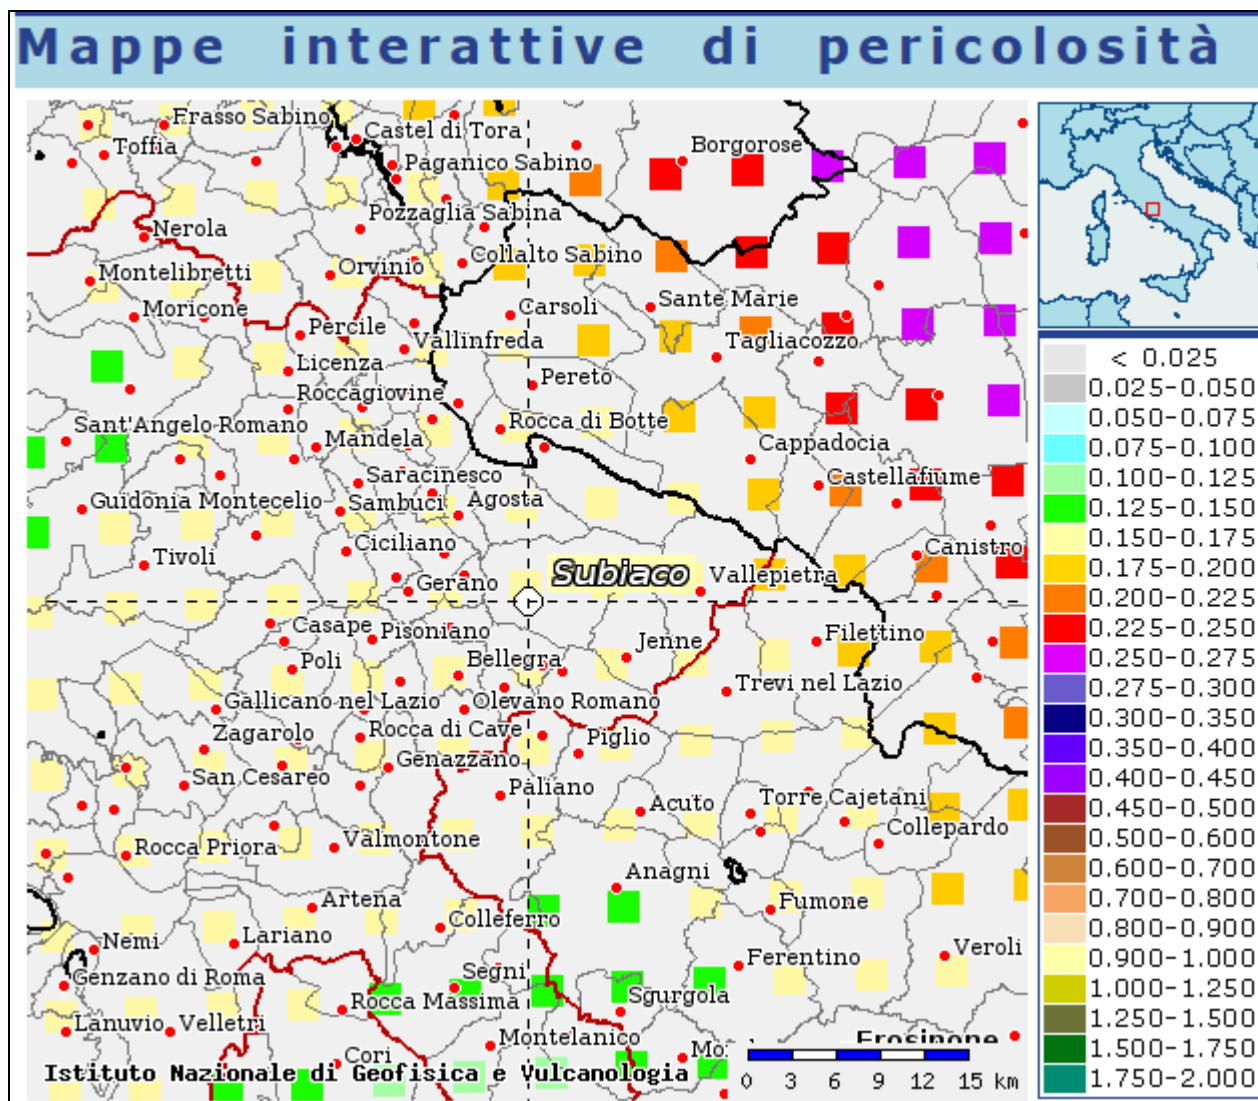 Mappe interattive di pericolosità
Frasso Sabino
Castel di Tora
Toffia
Borgorose
Paganico Sabino
Pozzaglia Sabina
Nerola
Collalto Sabino
Orvinio
Montelibretti
Sante Marie
Moricone
Carsoli
Percile
Vallinfreda
Tagliacozzo
Licenza
Pereto
Roccagiovine
Sant'Angelo Romano
Rocca di Botte
Mandela
Cappadocia
Saracinesco
Castellafiume
Guidonia Montecelio
Sambuci
Agosta
Tivoli
Ciciliano
Canistro
Subiaco
Vallepietra
Gerano
Casape
Pisoniano
Jenne
Filettino
Poli
Bellegra
Trevi nel Lazio
Gallicano nel Lazio
Olevano Romano
Zagarolo
Rocca di Cave
Piglio
Genazzano
San Cesareo
Paliano
Acuto
Torre Cajetani
Collepardo
Rocca Priora
Valmontone
Anagni
Artena
Fumone
Colleferro
Nemi
Lariano
Veroli
Ferentino
Genzano di Roma
Segni
Sgurgola
Rocca Massima
Lanuvio
Velletri
Montelanico
Frosinone
Mo
Cori
Istituto Nazionale di Geofisica e Vulcanologia
0 3 6 9 12 15 km
< 0.025
0.025-0.050
0.050-0.075
0.075-0.100
0.100-0.125
0.125-0.150
0.150-0.175
0.175-0.200
0.200-0.225
0.225-0.250
0.250-0.275
0.275-0.300
0.300-0.350
0.350-0.400
0.400-0.450
0.450-0.500
0.500-0.600
0.600-0.700
0.700-0.800
0.800-0.900
0.900-1.000
1.000-1.250
1.250-1.500
1.500-1.750
1.750-2.000